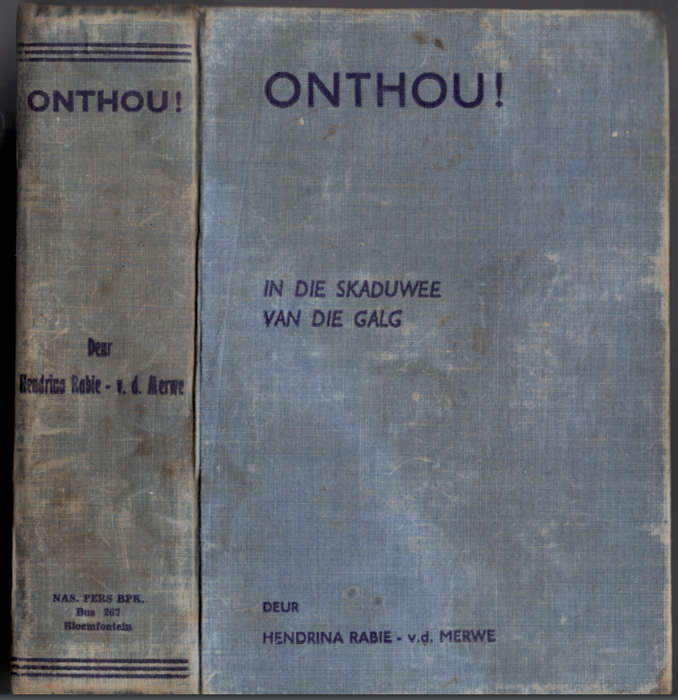 ONTHOU!
Deur
Hendrina Rabie - v. d. Merwe
NAS. PERS BPK.
Bus 267
Bloemfontein
ONTHOU!
IN DIE SKADUWEE
VAN DIE GALG
DEUR
HENDRINA RABIE - v.d. MERWE